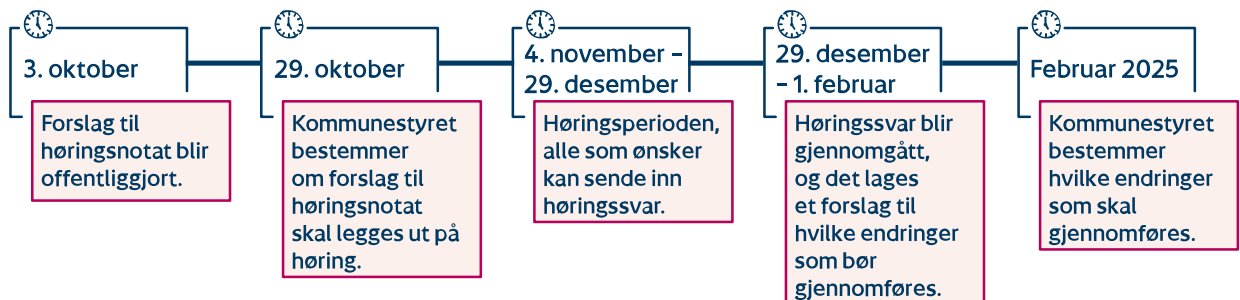 3. oktober
Forslag til
høringsnotat blir
offentliggjort.
29. oktober
Kommunestyret
bestemmer
om forslag til
høringsnotat
skal legges ut på
høring.
4. november –
29. desember
Høringsperioden,
alle som ønsker
kan sende inn
høringssvar.
29. desember
– 1. februar
Høringssvar blir
gjennomgått,
og det lages
et forslag til
hvilke endringer
som bør
gjennomføres.
Februar 2025
Kommunestyret
bestemmer
hvilke endringer
som skal
gjennomføres.